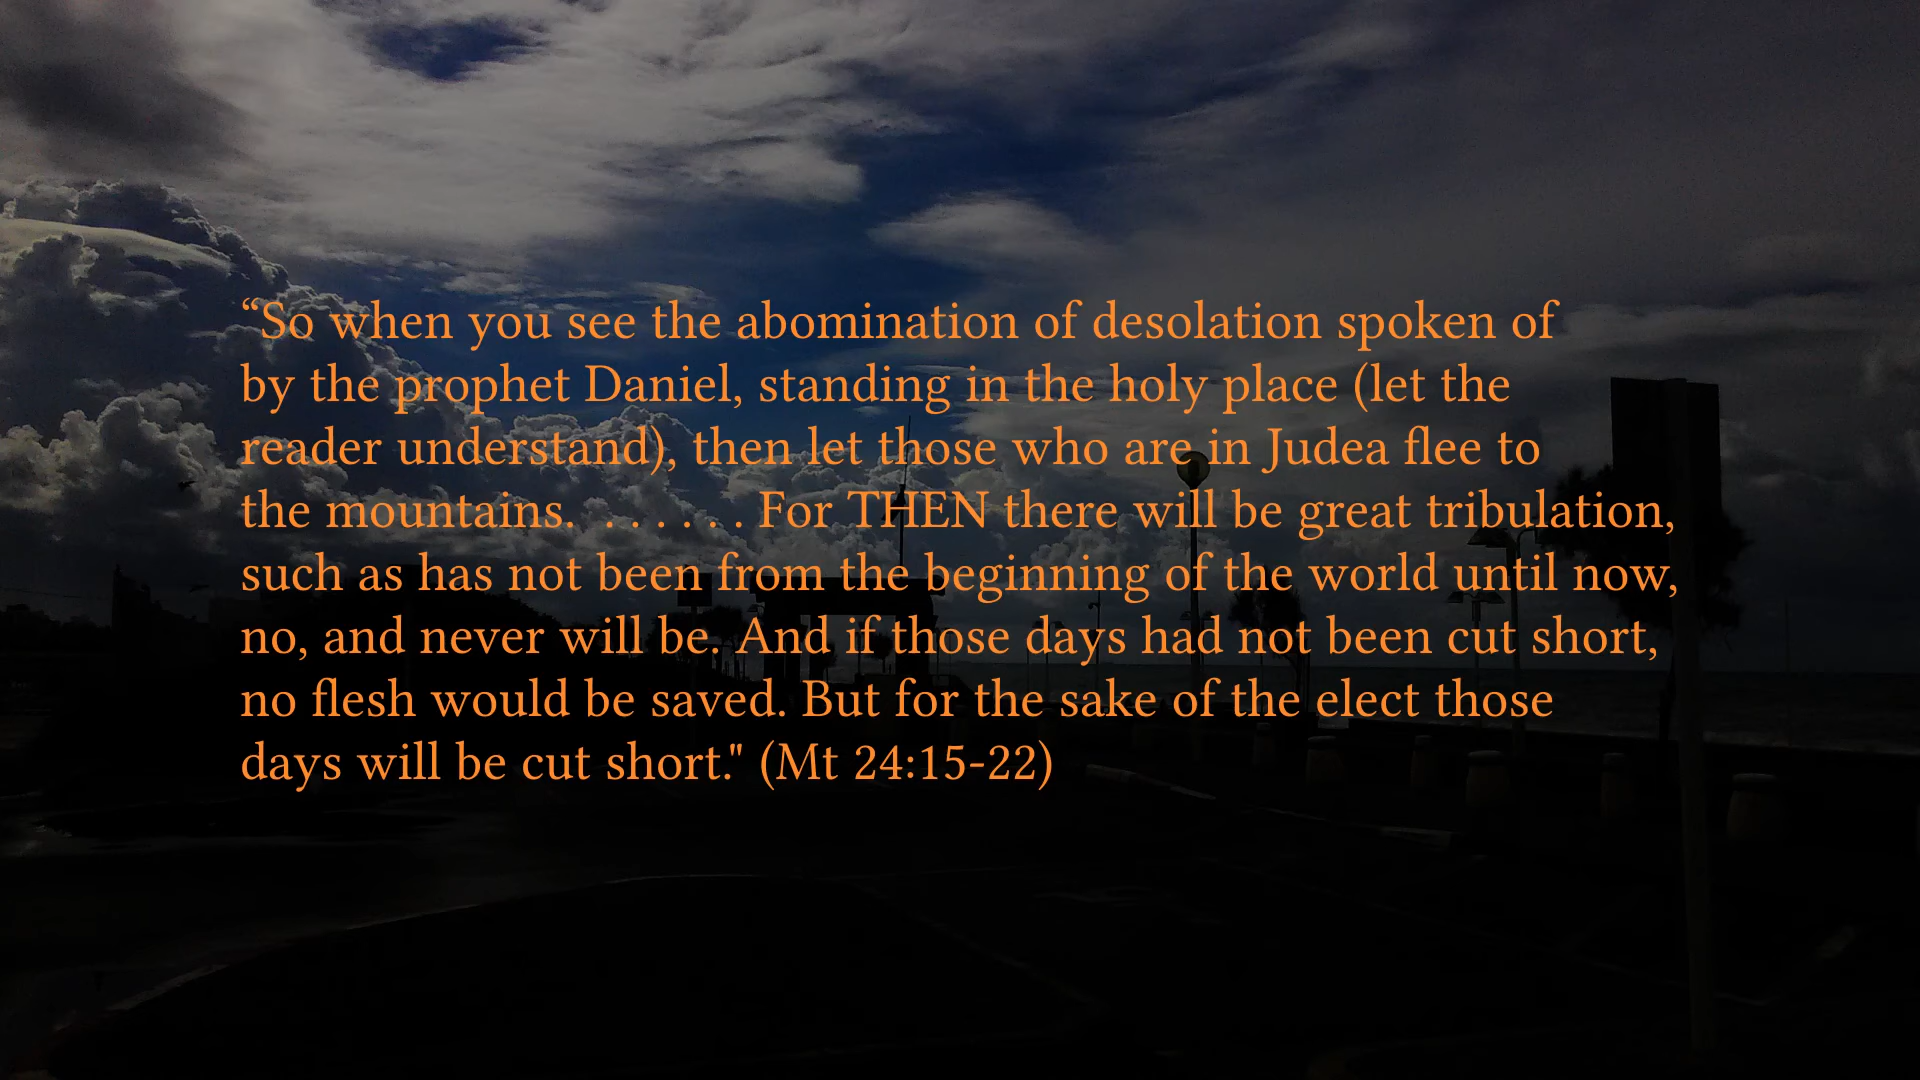 “So when you see the abomination of desolation spoken of
by the prophet Daniel, standing in the holy place (let the
reader understand), then let those who are in Judea flee to
the mountains.  . . . . . . For THEN there will be great tribulation,
such as has not been from the beginning of the world until now,
no, and never will be. And if those days had not been cut short,
no flesh would be saved. But for the sake of the elect those
days will be cut short." (Mt 24:15-22)